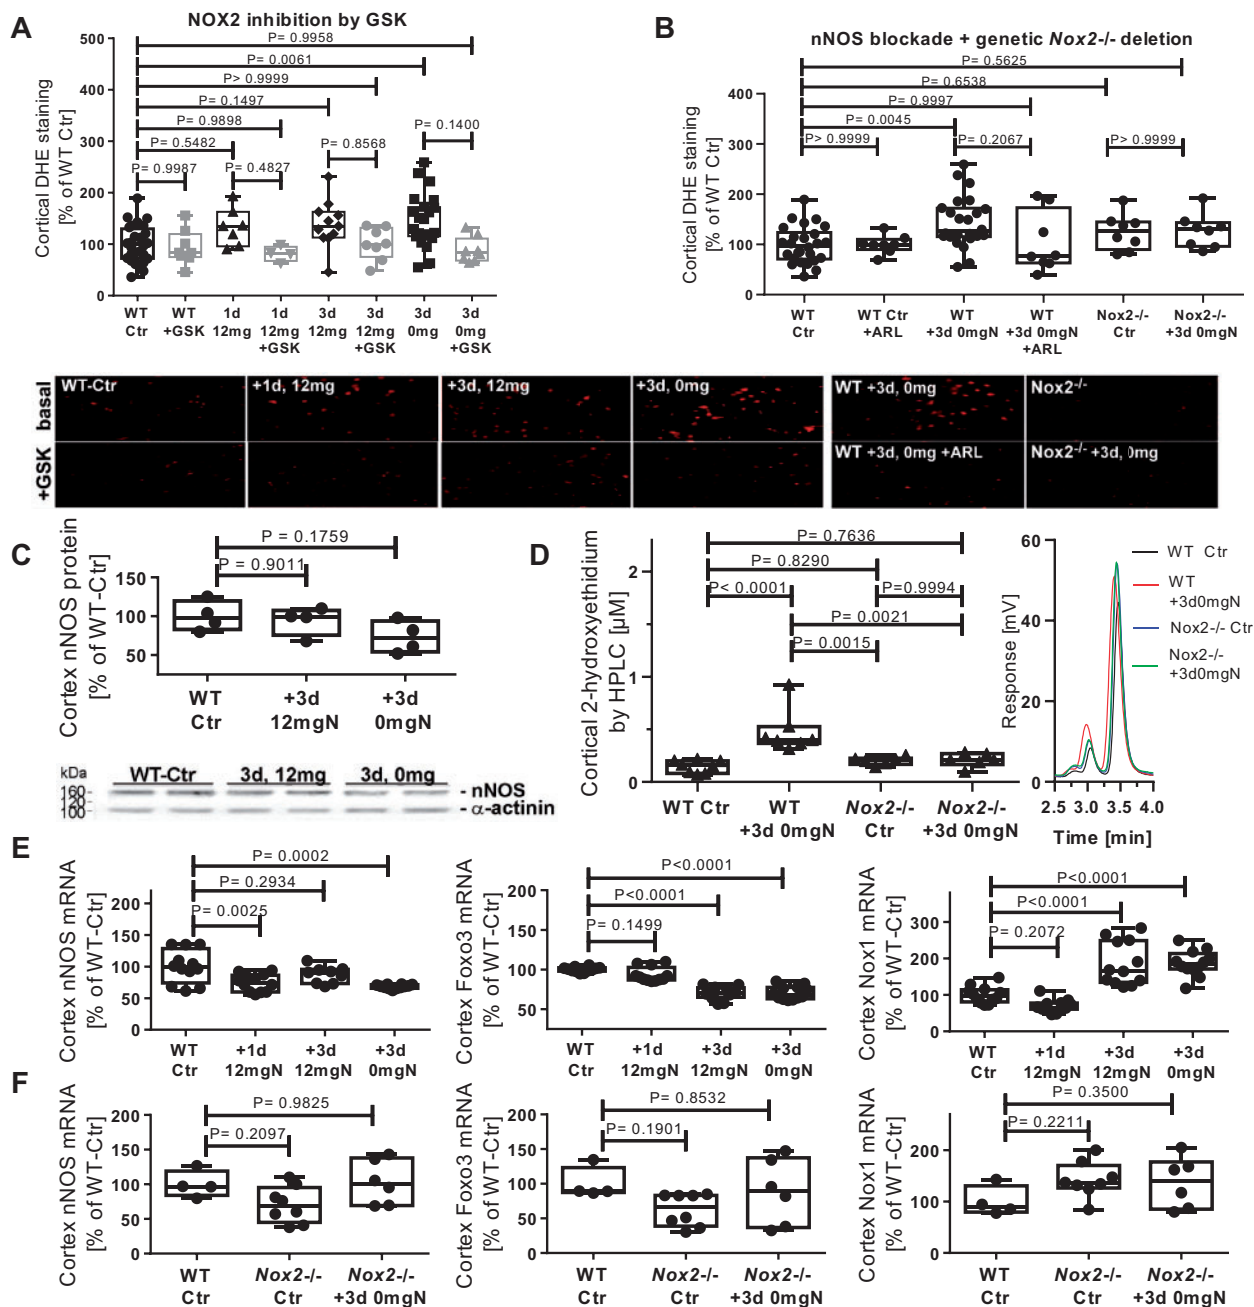 A
NOX2 inhibition by GSK
Cortical DHE staining
[% of WT Ctr]
500
400
300
200
100
0
P= 0.9958
P= 0.0061
P> 0.9999
P= 0.1497
P= 0.9898
P= 0.5482
P= 0.9987
P= 0.4827
P= 0.8568
P= 0.1400
WT
Ctr
WT
+GSK
1d
12mg
1d
12mg
+GSK
3d
12mg
3d
12mg
+GSK
3d
0mg
3d
0mg
+GSK
B
nNOS blockade + genetic Nox2-/- deletion
Cortical DHE staining
[% of WT Ctr]
400
300
200
100
0
P= 0.5625
P= 0.6538
P= 0.9997
P= 0.0045
P> 0.9999
P= 0.2067
P> 0.9999
WT
Ctr
WT Ctr
+ARL
WT
+3d 0mgN
WT
+3d 0mgN
+ARL
Nox2-/-
Ctr
Nox2-/-
+3d 0mgN
basal
+GSK
WT-Ctr
+1d, 12mg
+3d, 12mg
+3d, 0mg
WT +3d, 0mg
Nox2-/-
WT +3d, 0mg +ARL
Nox2-/- +3d, 0mg
C
Cortex nNOS protein
[% of WT-Ctr]
150
100
50
P = 0.1759
P = 0.9011
WT
Ctr
+3d
12mgN
+3d
0mgN
kDa
160
120
100
WT-Ctr
3d, 12mg
3d, 0mg
- nNOS
- α-actinin
D
Cortical 2-hydroxyethidium
by HPLC [µM]
2
1
0
P = 0.7636
P = 0.8290
P< 0.0001
P=0.9994
P = 0.0021
P = 0.0015
WT Ctr
WT
+3d 0mgN
Nox2-/-
Ctr
Nox2-/-
+3d 0mgN
Response [mV]
60
40
20
0
2.5 3.0 3.5 4.0
Time [min]
WT Ctr
WT
+3d0mgN
Nox2-/- Ctr
Nox2-/-
+3d0mgN
E
Cortex nNOS mRNA
[% of WT-Ctr]
200
150
100
50
0
P= 0.0002
P= 0.2934
P= 0.0025
WT
Ctr
+1d
12mgN
+3d
12mgN
+3d
0mgN
Cortex Foxo3 mRNA
[% of WT-Ctr]
200
150
100
50
P<0.0001
P<0.0001
P= 0.1499
WT
Ctr
+1d
12mgN
+3d
12mgN
+3d
0mgN
Cortex Nox1 mRNA
[% of WT-Ctr]
300
200
100
0
P<0.0001
P<0.0001
P= 0.2072
WT
Ctr
+1d
12mgN
+3d
12mgN
+3d
0mgN
F
Cortex nNOS mRNA
[% of WT-Ctr]
200
150
100
50
0
P= 0.9825
P= 0.2097
WT
Ctr
Nox2-/-
Ctr
Nox2-/-
+3d 0mgN
Cortex Foxo3 mRNA
[% of WT-Ctr]
200
150
100
50
0
P= 0.8532
P= 0.1901
WT
Ctr
Nox2-/-
Ctr
Nox2-/-
+3d 0mgN
Cortex Nox1 mRNA
[% of WT-Ctr]
300
200
100
0
P= 0.3500
P= 0.2211
WT
Ctr
Nox2-/-
Ctr
Nox2-/-
+3d 0mgN